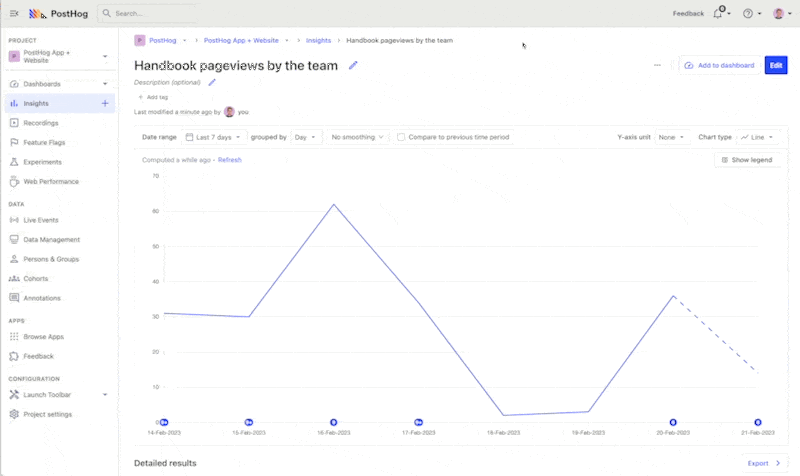 PostHog
Search...
Feedback
PROJECT
PostHog App +
Website
Dashboards
Insights
Recordings
Feature Flags
Experiments
Web Performance
DATA
Live Events
Data Management
Persons & Groups
Cohorts
Annotations
APPS
Browse Apps
Feedback
CONFIGURATION
Launch Toolbar
Project settings
P PostHog PostHog App + Website Insights Handbook pageviews by the team
Handbook pageviews by the team
Add to dashboard
Edit
Description (optional)
+ Add tag
Last modified a minute ago by you
Date range Last 7 days grouped by Day No smoothing Compare to previous time period Y-axis unit None Chart type Line
Computed a while ago • Refresh
Show legend
70
60
50
40
30
20
10
0
14-Feb-2023 15-Feb-2023 16-Feb-2023 17-Feb-2023 18-Feb-2023 19-Feb-2023 20-Feb-2023 21-Feb-2023
Detailed results
Export